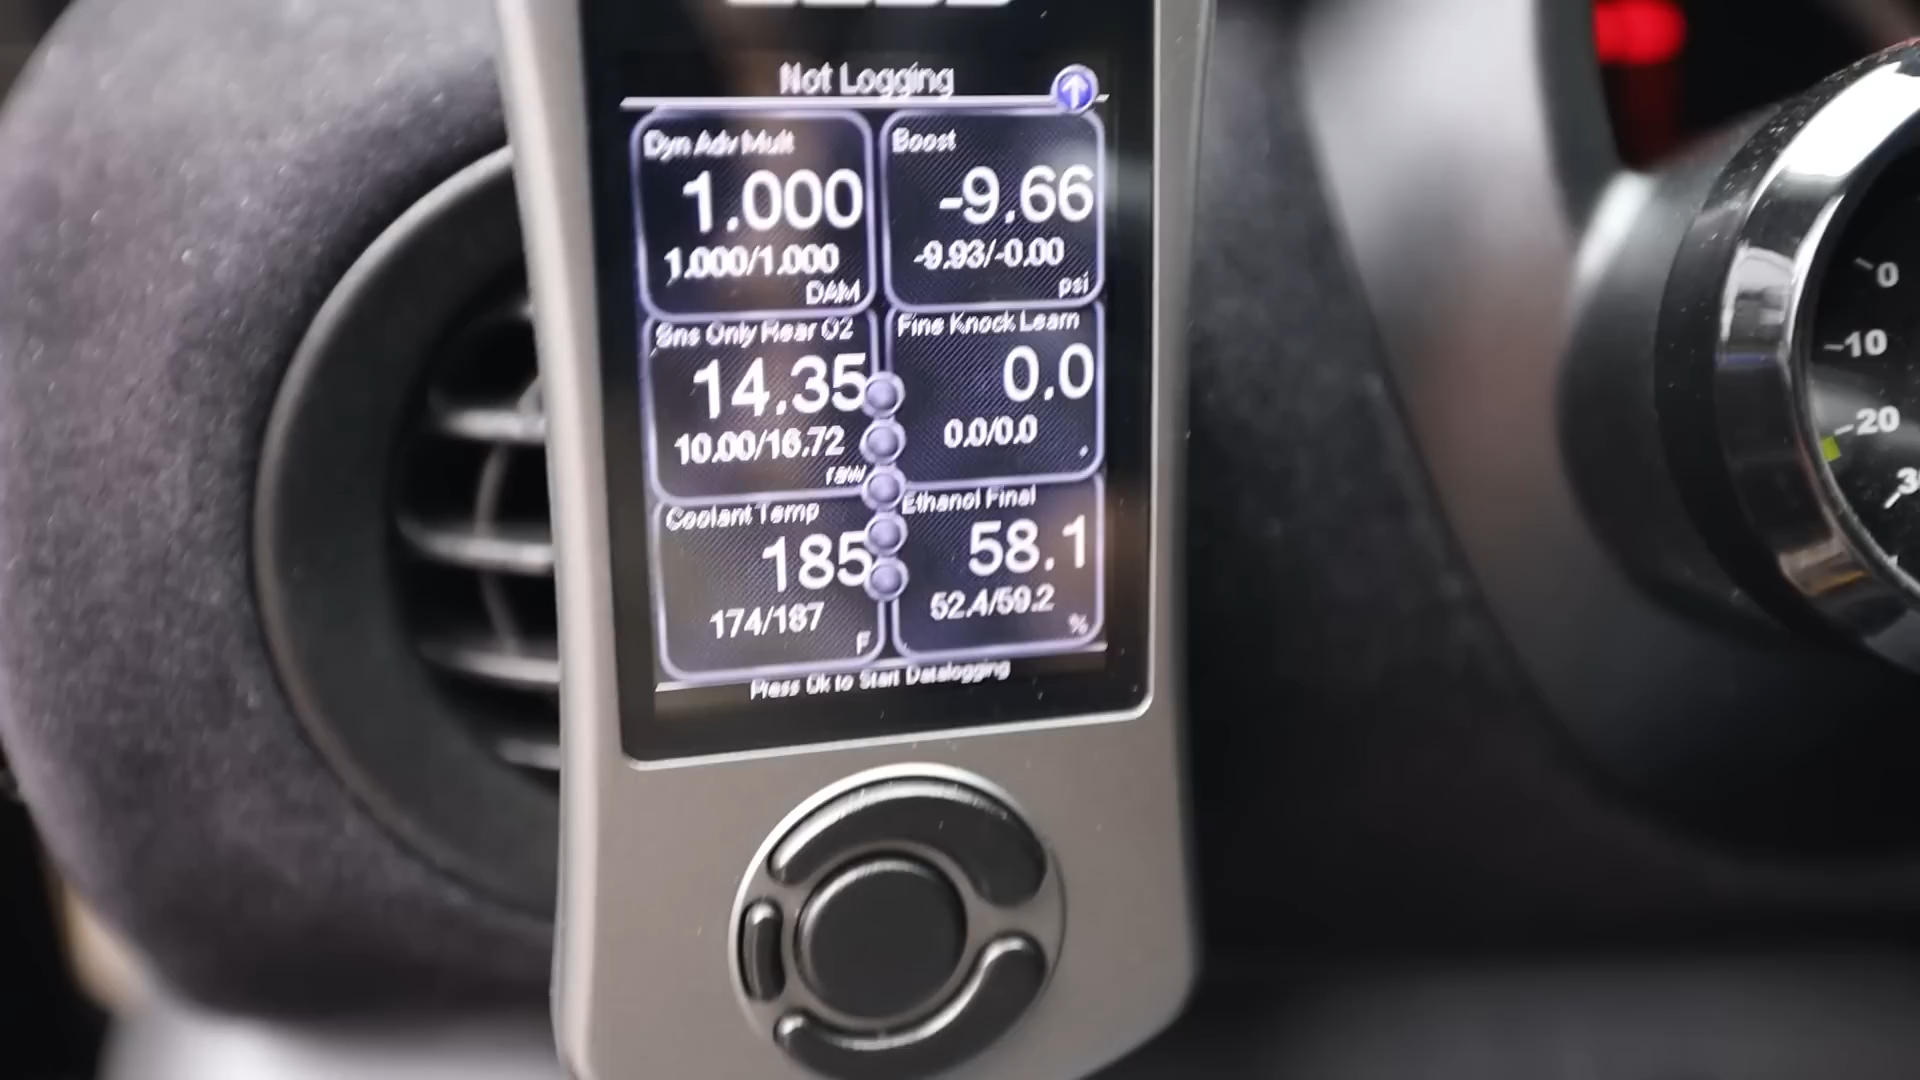 Not Logging
Dyn Adv Mult
1.000
1.000/1.000
DAM
Boost
-9.66
-9.93/-0.00
psi
Sns Only Rear O2
14.35
10.00/16.72
raw
Fine Knock Learn
0.0
0.0/0.0
Coolant Temp
185
174/187
F
Ethanol Final
58.1
52.4/59.2
%
Press Ok to Start Datalogging
0
-10
-20